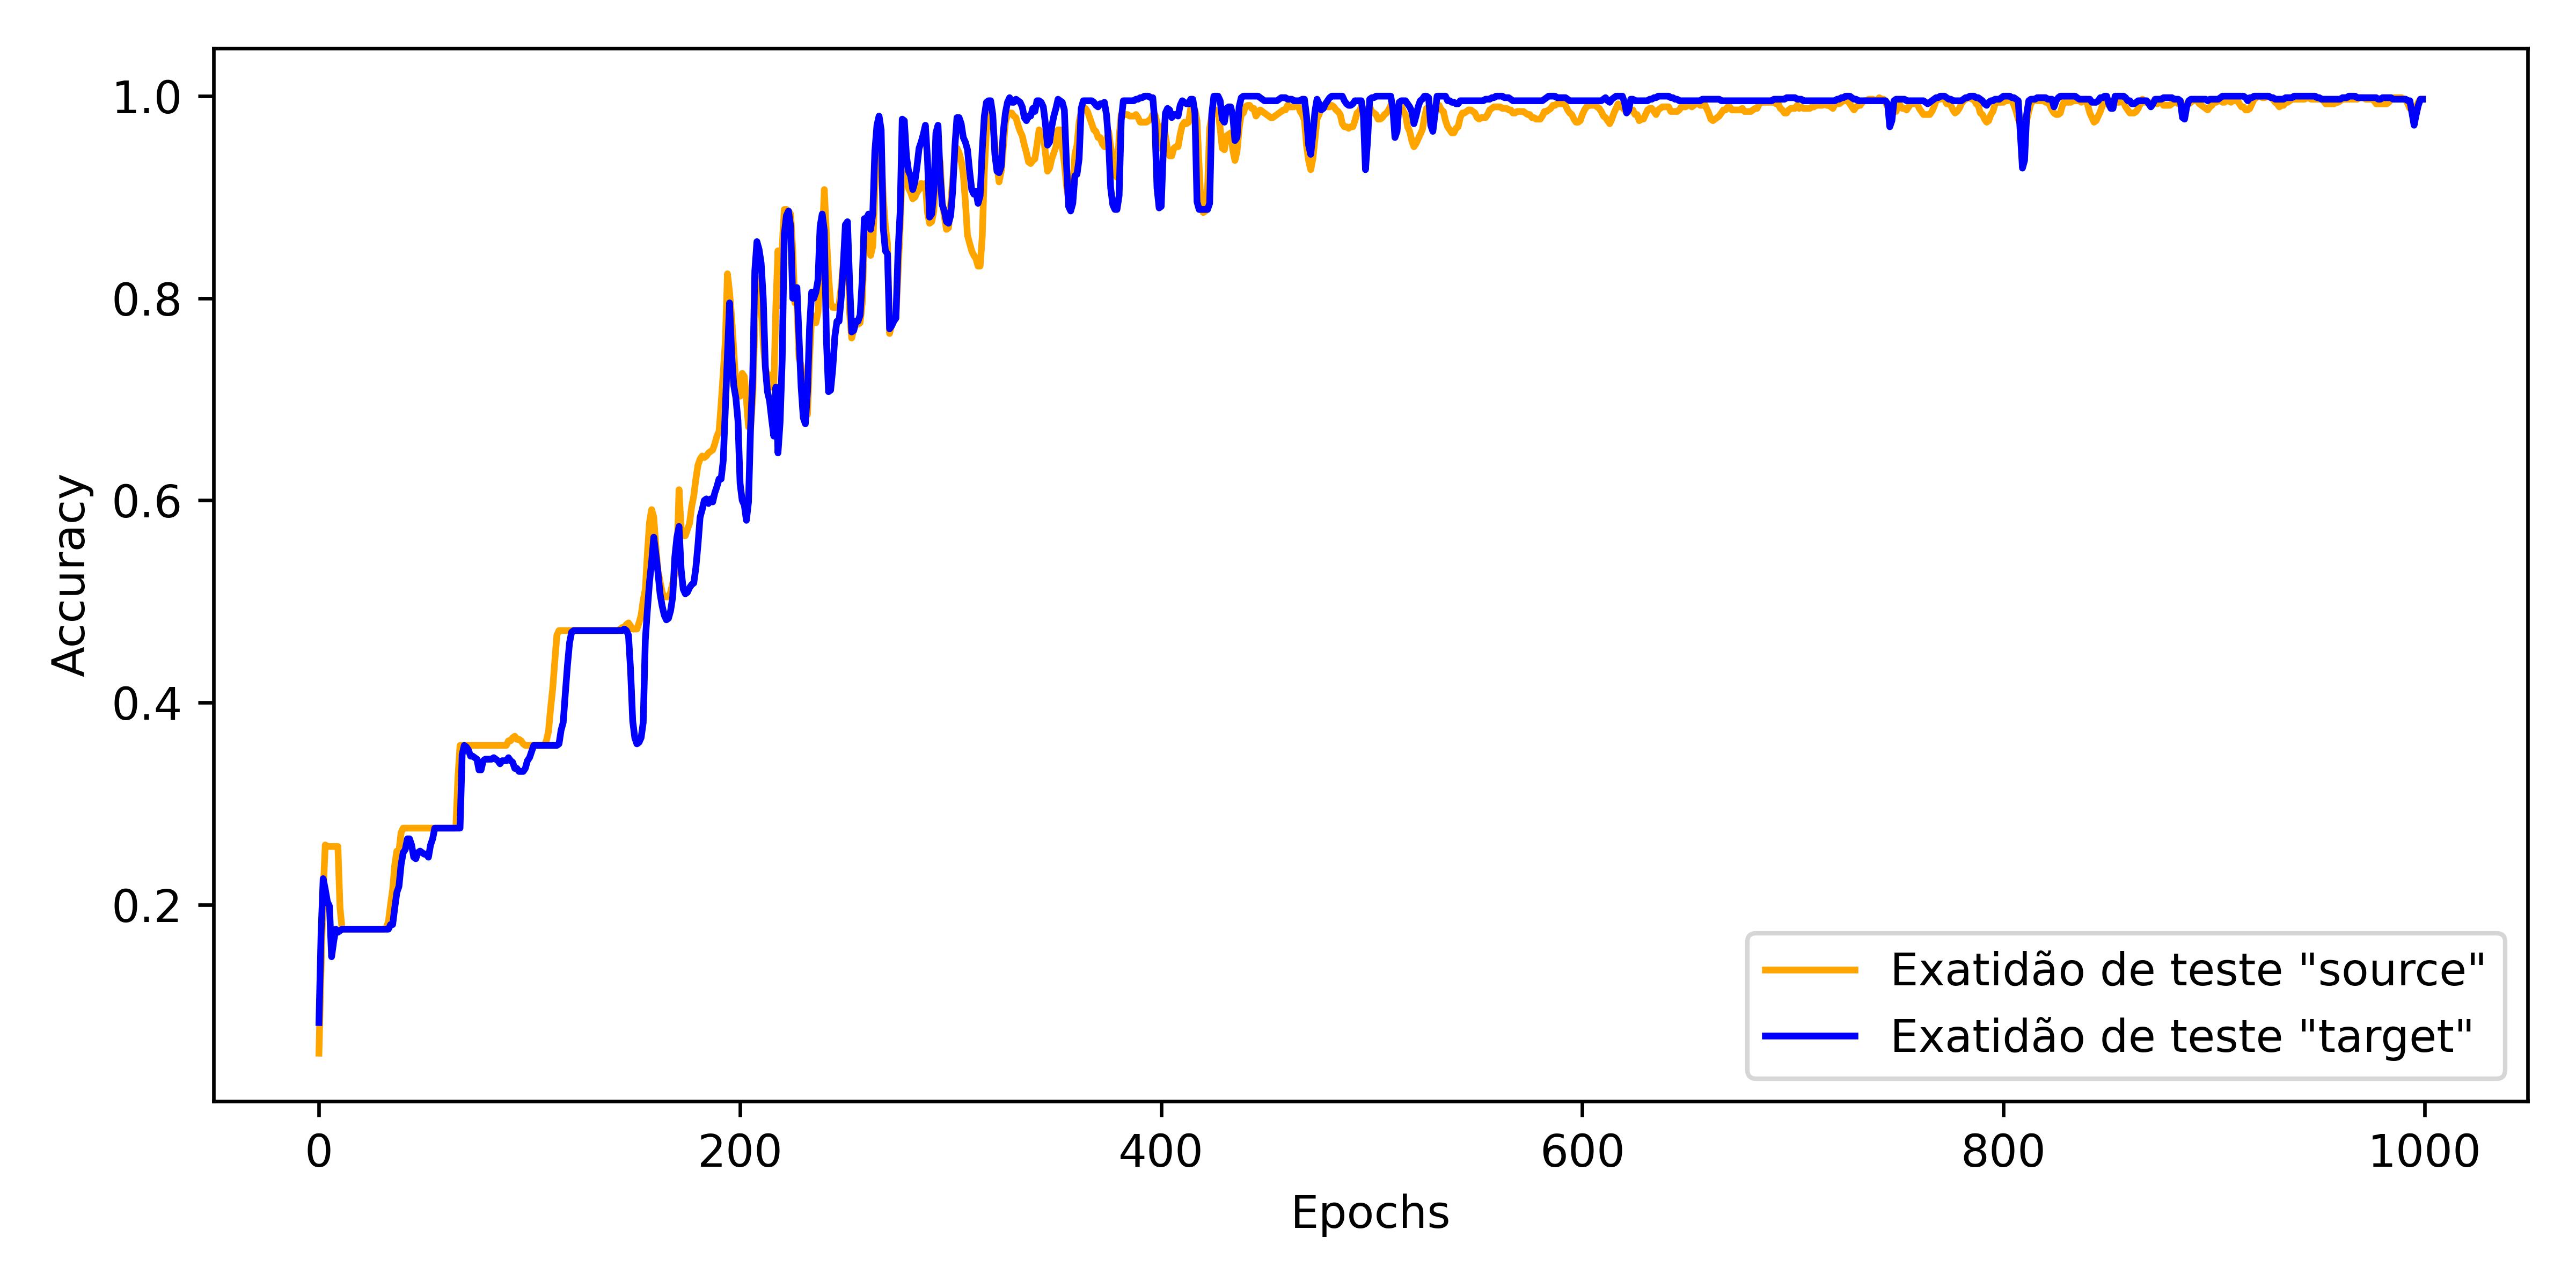 1.0
0.8
0.6
0.4
0.2
Accuracy
0 200 400 600 800 1000
Epochs
Exatidão de teste "source"
Exatidão de teste "target"